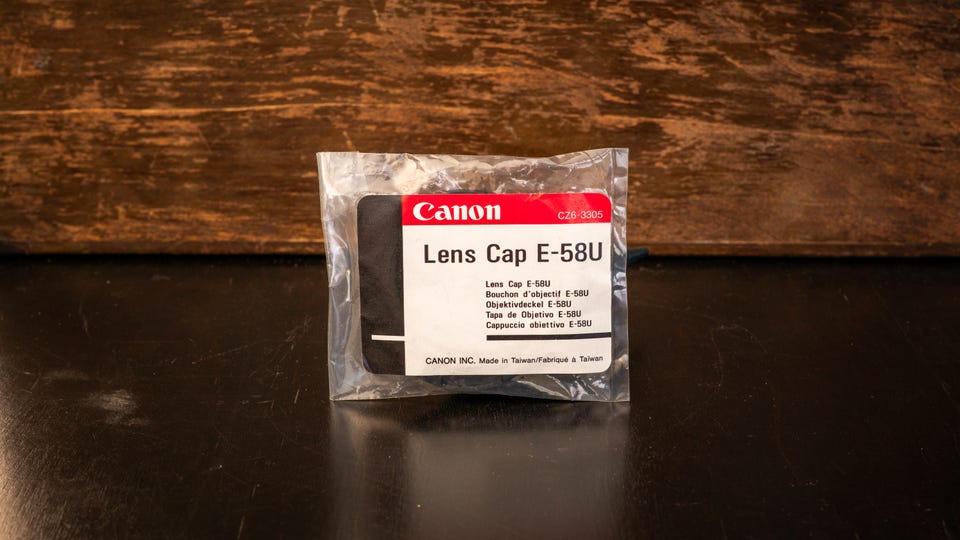 Canon
CZ6-3305
Lens Cap E-58U
Lens Cap E-58U
Bouchon d'objectif E-58U
Objektivdeckel E-58U
Tapa de Objetivo E-58U
Cappuccio obiettivo E-58U
CANON INC. Made in Taiwan/Fabriqué à Taïwan